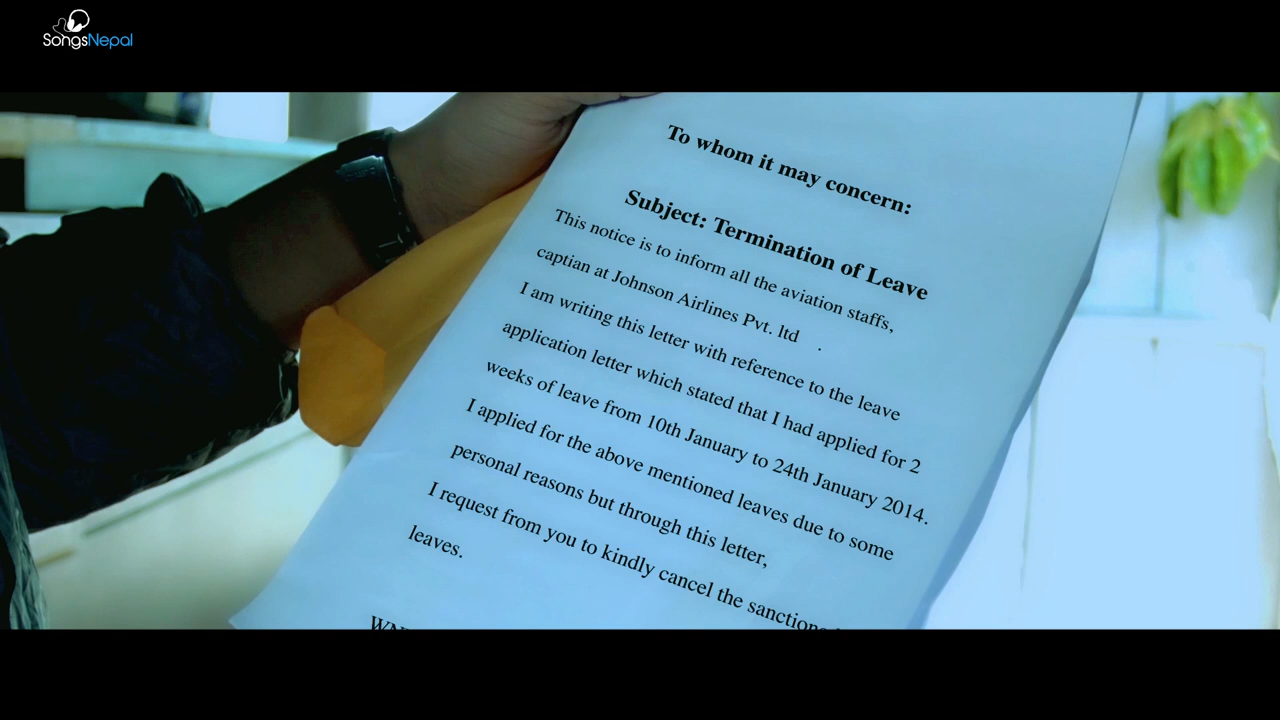 SongsNepal
To whom it may concern:
Subject: Termination of Leave
This notice is to inform all the aviation staffs,
captian at Johnson Airlines Pvt. ltd .
I am writing this letter with reference to the leave
application letter which stated that I had applied for 2
weeks of leave from 10th January to 24th January 2014.
I applied for the above mentioned leaves due to some
personal reasons but through this letter,
I request from you to kindly cancel the sanctioned
leaves.